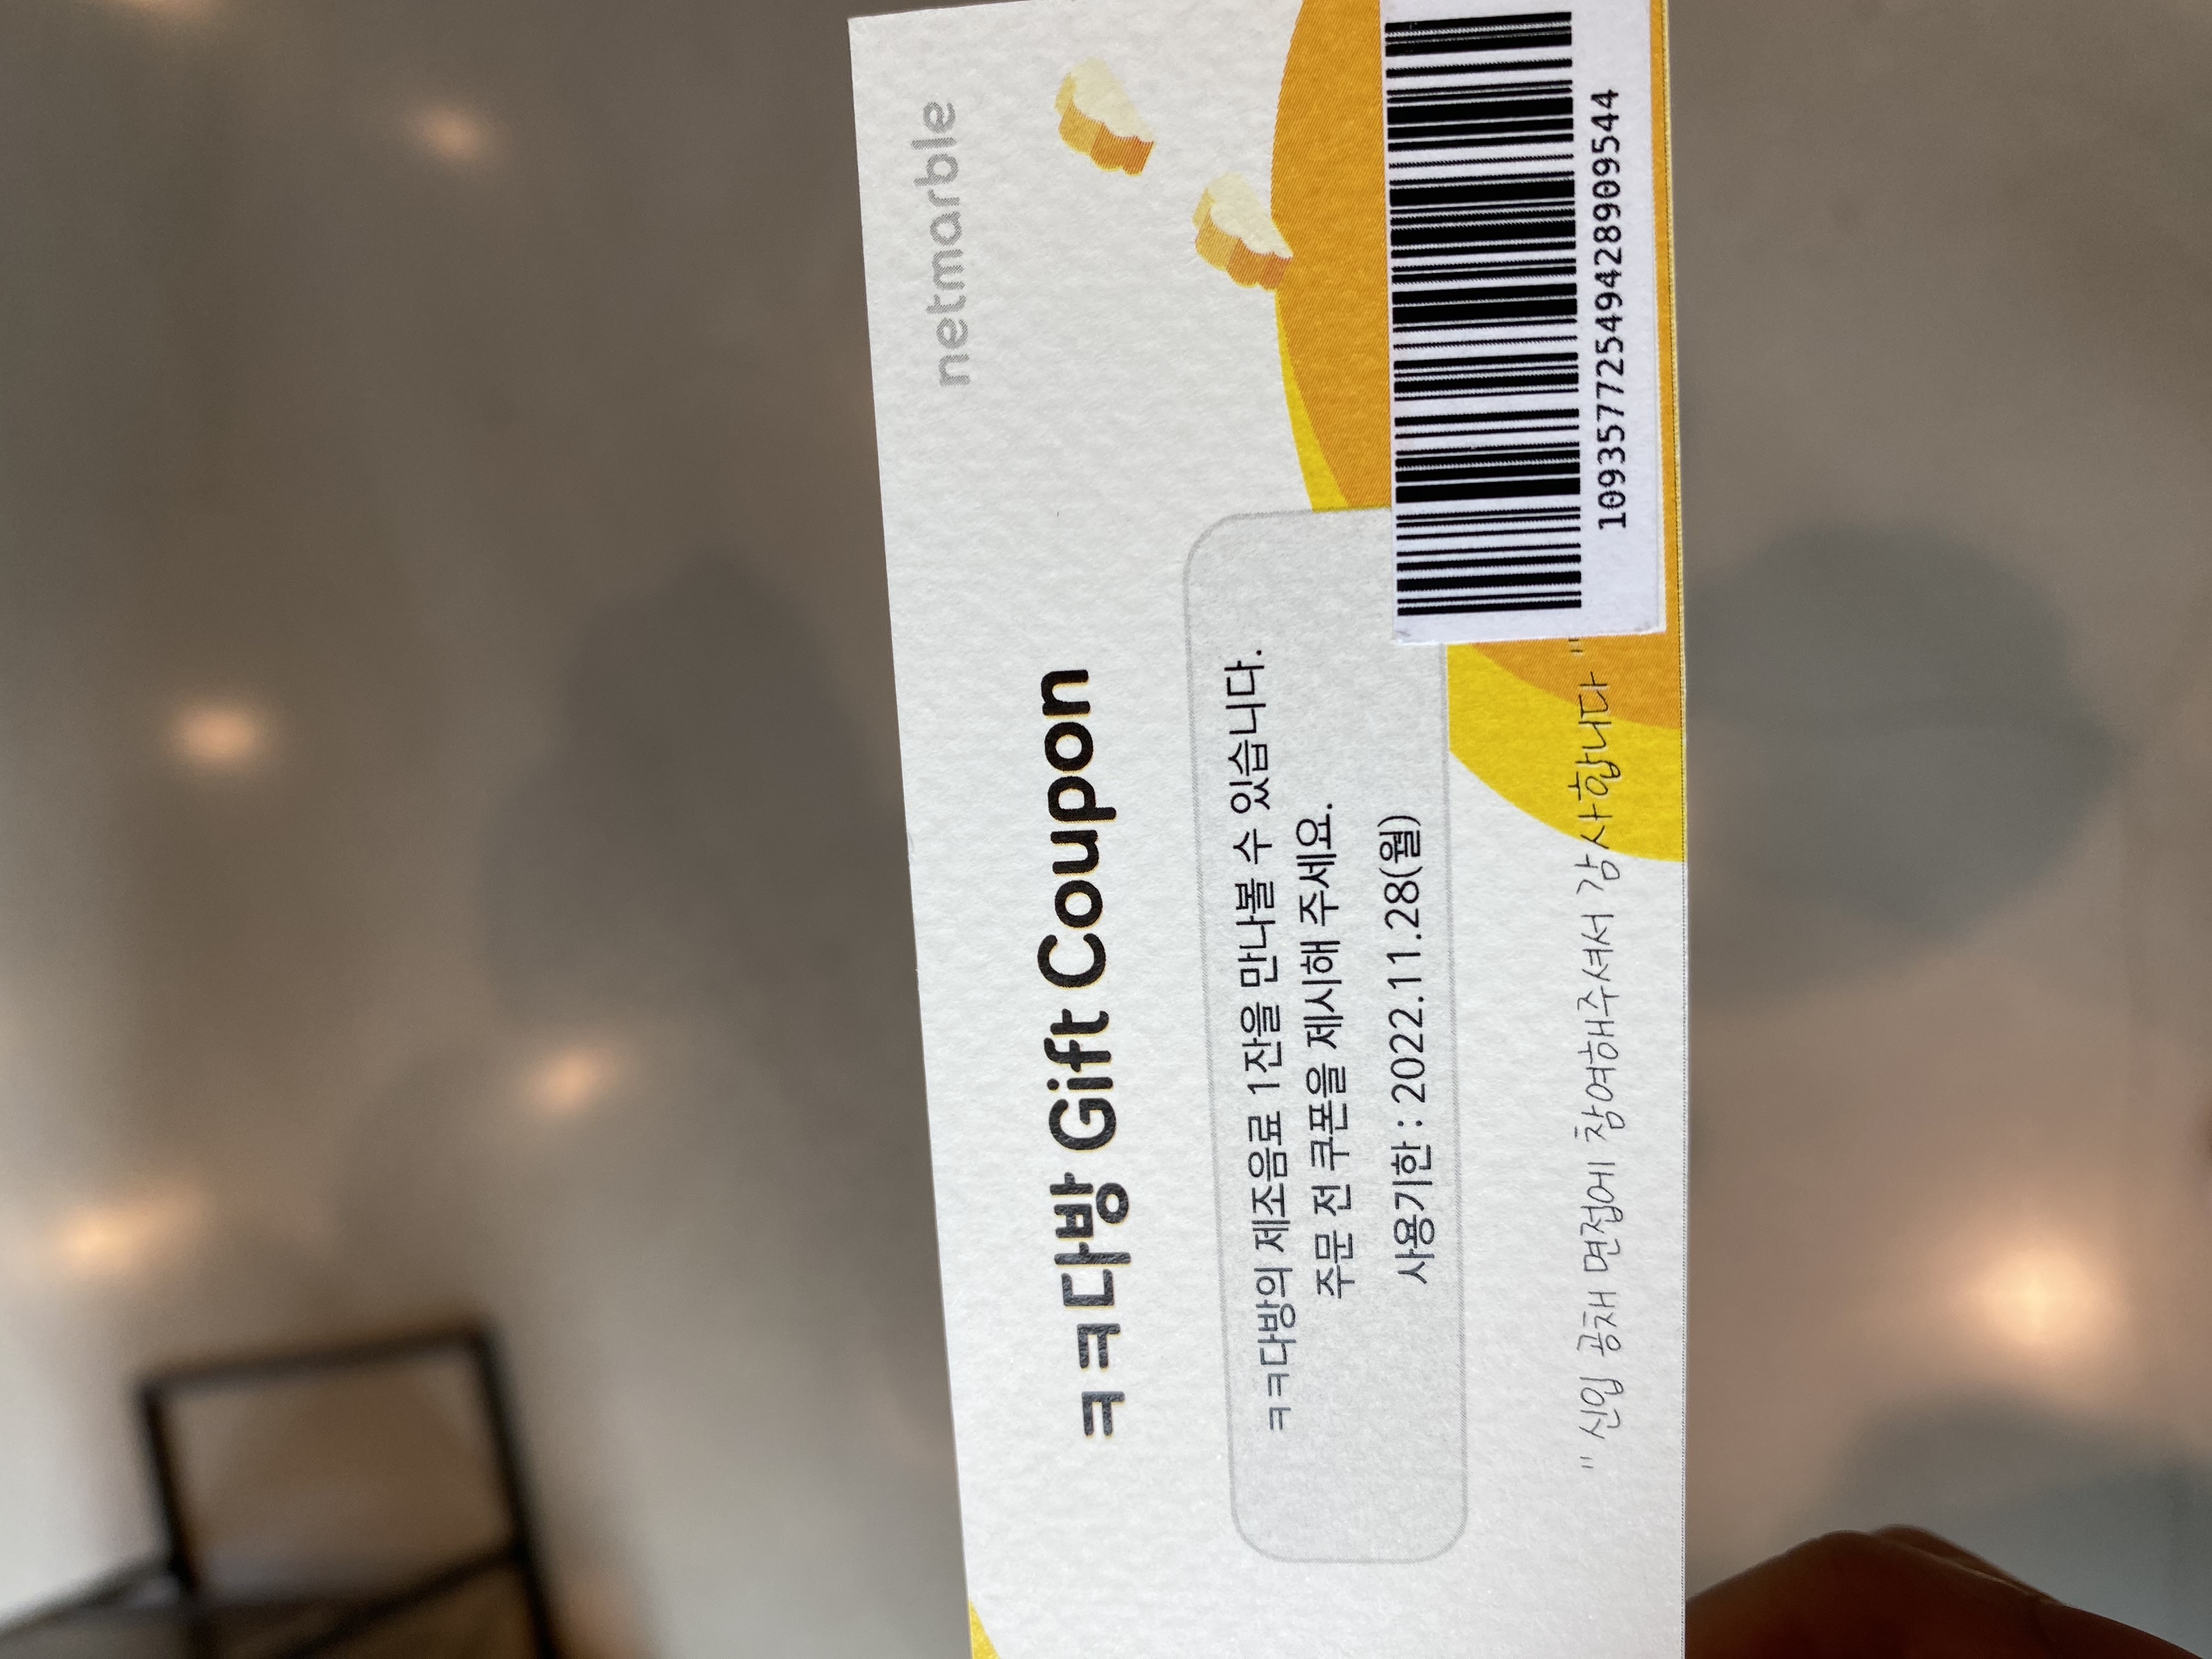 netmarble
ㅋㅋ다방 Gift Coupon
ㅋㅋ다방의 제조음료 1잔을 만나볼 수 있습니다.
주문 전 쿠폰을 제시해 주세요.
사용기한 : 2022.11.28(월)
" 신입 공채 면접에 참여해주셔서 감사합니다 "
10935772549428909544